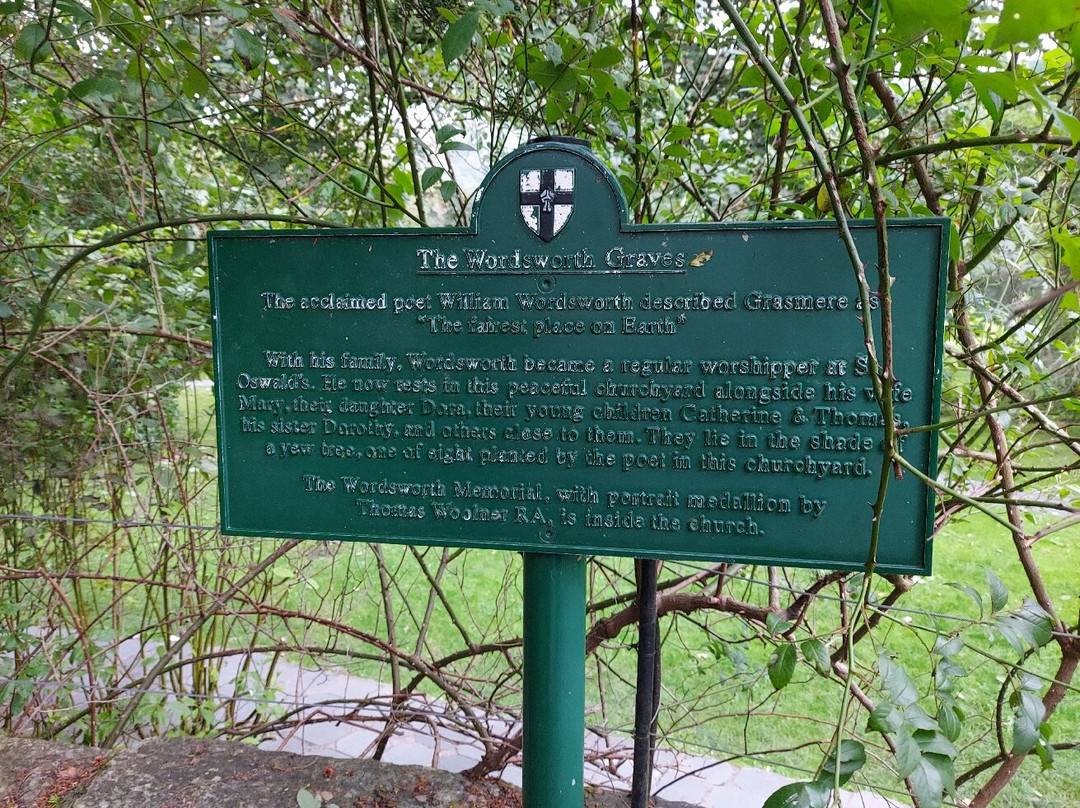 The Wordsworth Graves
The acclaimed poet William Wordsworth described Grasmere as
"The fairest place on Earth"
With his family, Wordsworth became a regular worshipper at S
Oswald's. He now rests in this peaceful churchyard alongside his wife
Mary, their daughter Dora, their young children Catherine & Thomas,
his sister Dorothy, and others close to them. They lie in the shade
a yew tree, one of eight planted by the poet in this churchyard.
The Wordsworth Memorial, with portrait medallion by
Thomas Woolner RA, is inside the church.